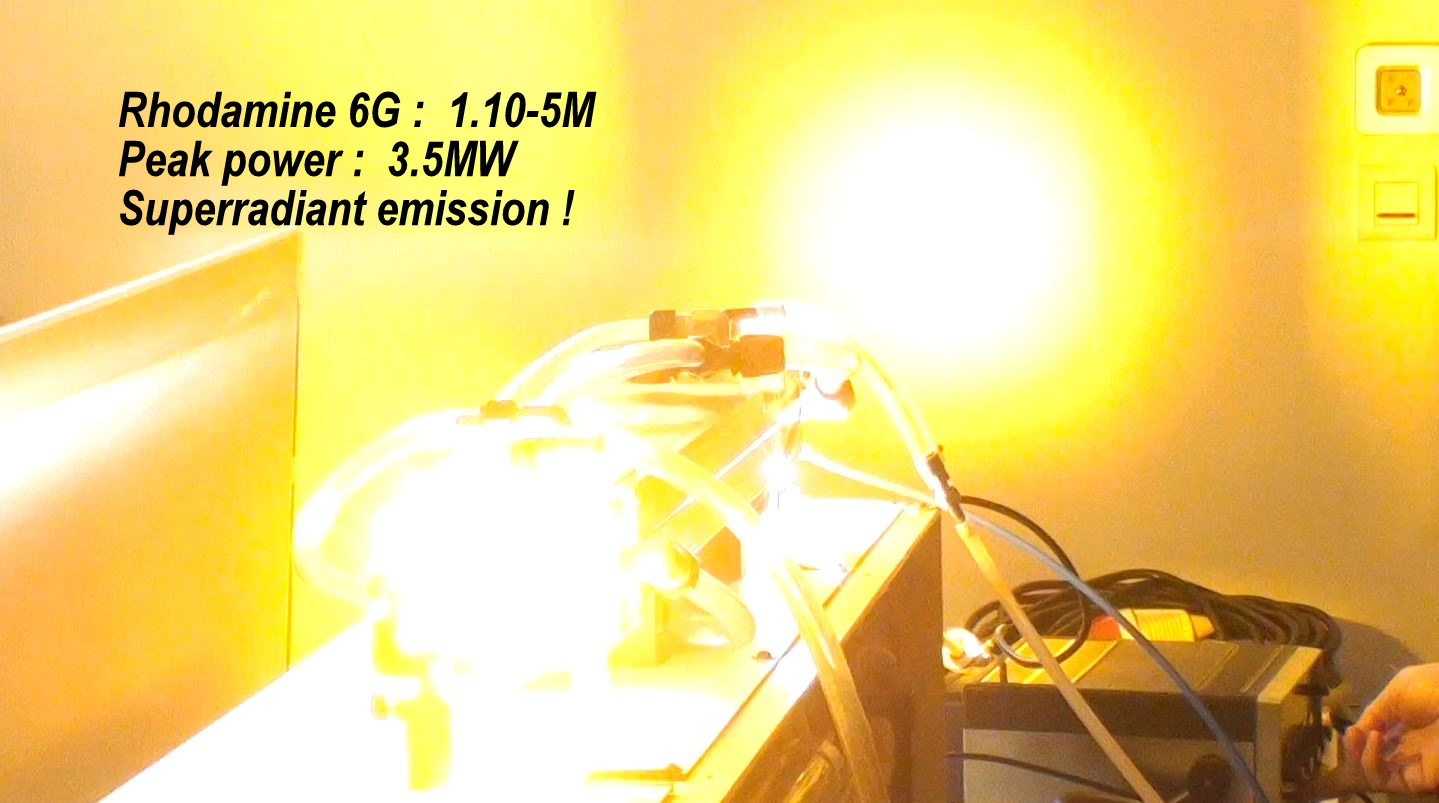 Rhodamine 6G :  1.10-5M
Peak power :  3.5MW
Superradiant emission !